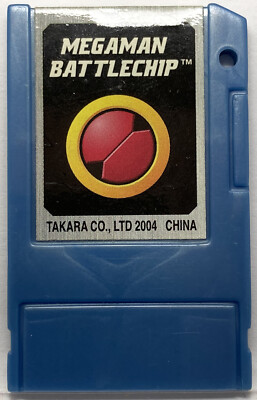 MEGAMAN
BATTLECHIP™
TAKARA CO., LTD 2004 CHINA